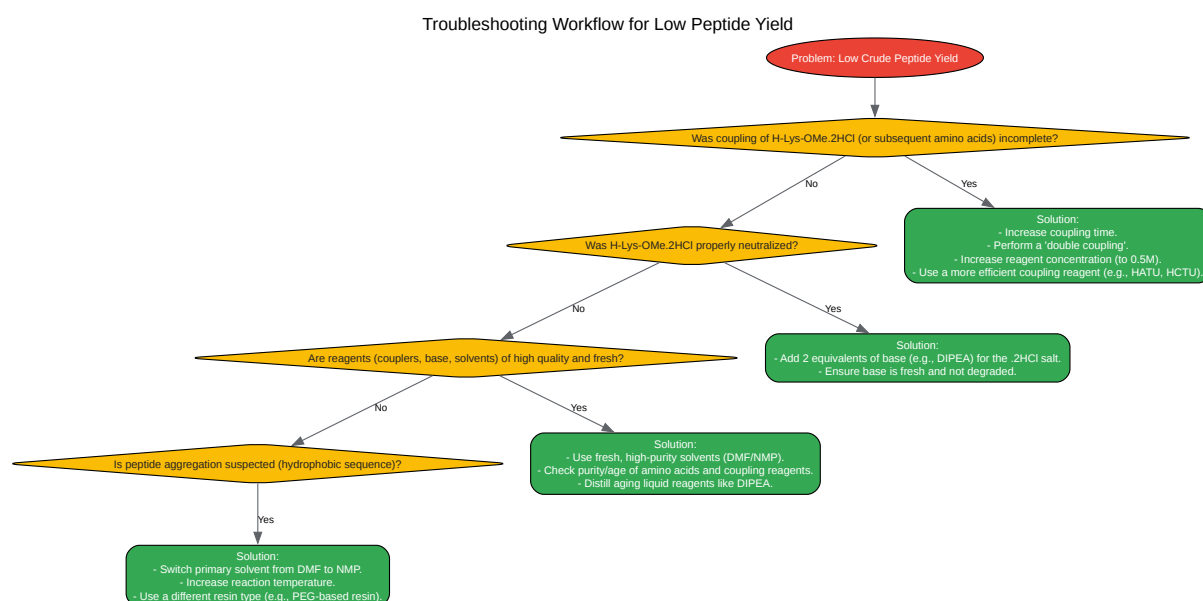 Troubleshooting Workflow for Low Peptide Yield
Problem: Low Crude Peptide Yield
Was coupling of H-Lys-OMe.2HCl (or subsequent amino acids) incomplete?
No
Yes
Solution:
- Increase coupling time.
- Perform a 'double coupling'.
- Increase reagent concentration (to 0.5M).
- Use a more efficient coupling reagent (e.g., HATU, HCTU).
Was H-Lys-OMe.2HCl properly neutralized?
No
Yes
Solution:
- Add 2 equivalents of base (e.g., DIPEA) for the .2HCl salt.
- Ensure base is fresh and not degraded.
Are reagents (couplers, base, solvents) of high quality and fresh?
No
Yes
Solution:
- Use fresh, high-purity solvents (DMF/NMP).
- Check purity/age of amino acids and coupling reagents.
- Distill aging liquid reagents like DIPEA.
Is peptide aggregation suspected (hydrophobic sequence)?
Yes
Solution:
- Switch primary solvent from DMF to NMP.
- Increase reaction temperature.
- Use a different resin type (e.g., PEG-based resin).